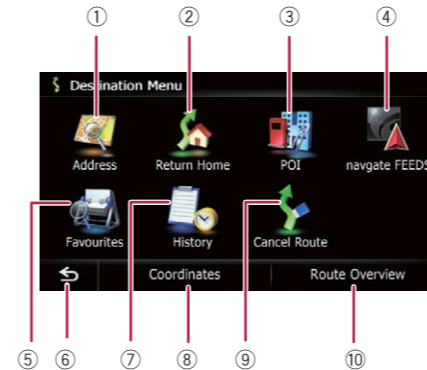 ① ② ③ ④
Destination Menu
Address Return Home POI navgate FEEDS
Favourites History Cancel Route
Coordinates Route Overview
⑤ ⑥ ⑦ ⑧ ⑨ ⑩